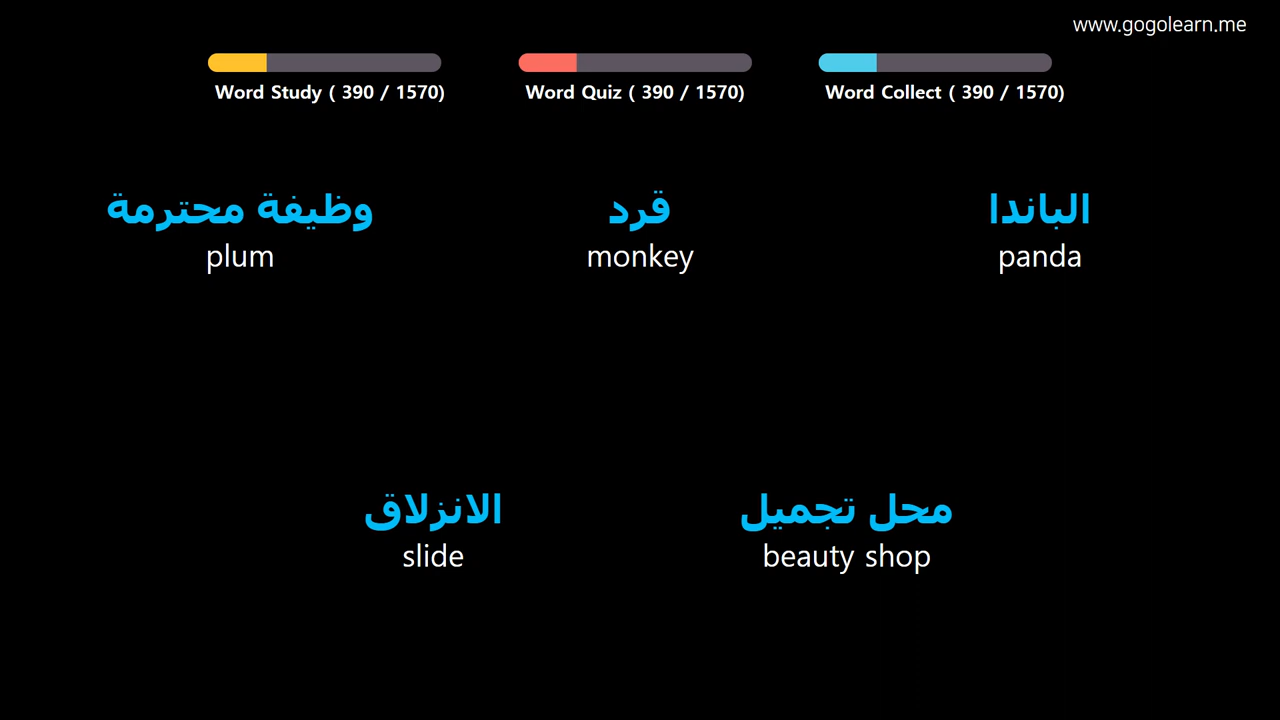 www.gogolearn.me
Word Study ( 390 / 1570)
Word Quiz ( 390 / 1570)
Word Collect ( 390 / 1570)
وظيفة محترمة
plum
قرد
monkey
الباندا
panda
الانزلاق
slide
محل تجميل
beauty shop